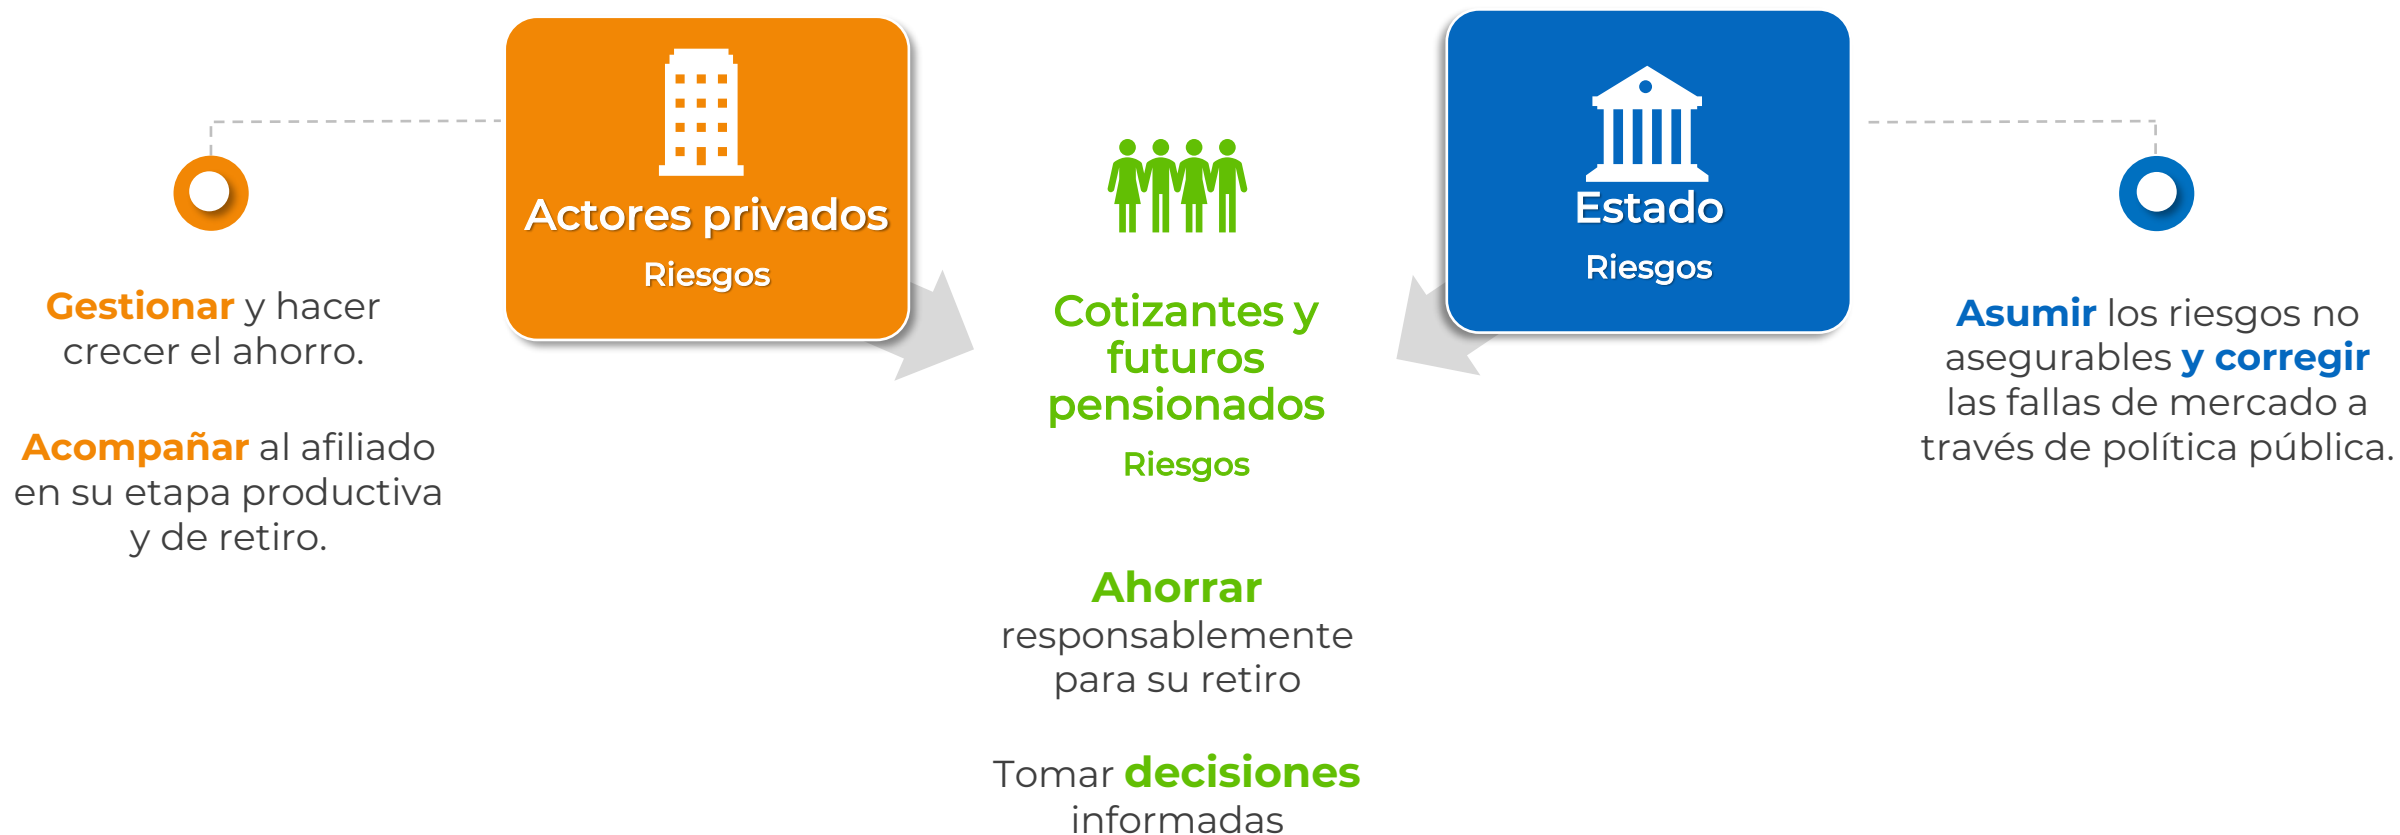 Actores privados
Riesgos
Gestionar y hacer
crecer el ahorro.
Acompañar al afiliado
en su etapa productiva
y de retiro.
Cotizantes y
futuros
pensionados
Riesgos
Ahorrar
responsablemente
para su retiro
Tomar decisiones
informadas
Estado
Riesgos
Asumir los riesgos no
asegurables y corregir
las fallas de mercado a
través de política pública.